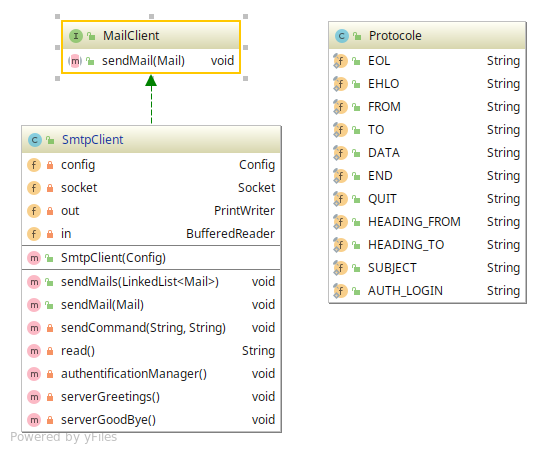 I MailClient
m sendMail(Mail) void
C SmtpClient
f config Config
f socket Socket
f out PrintWriter
f in BufferedReader
m SmtpClient(Config)
m sendMails(LinkedList<Mail>) void
m sendMail(Mail) void
m sendCommand(String, String) void
m read() String
m authentificationManager() void
m serverGreetings() void
m serverGoodBye() void
Powered by yFiles
C Protocole
f EOL String
f EHLO String
f FROM String
f TO String
f DATA String
f END String
f QUIT String
f HEADING_FROM String
f HEADING_TO String
f SUBJECT String
f AUTH_LOGIN String